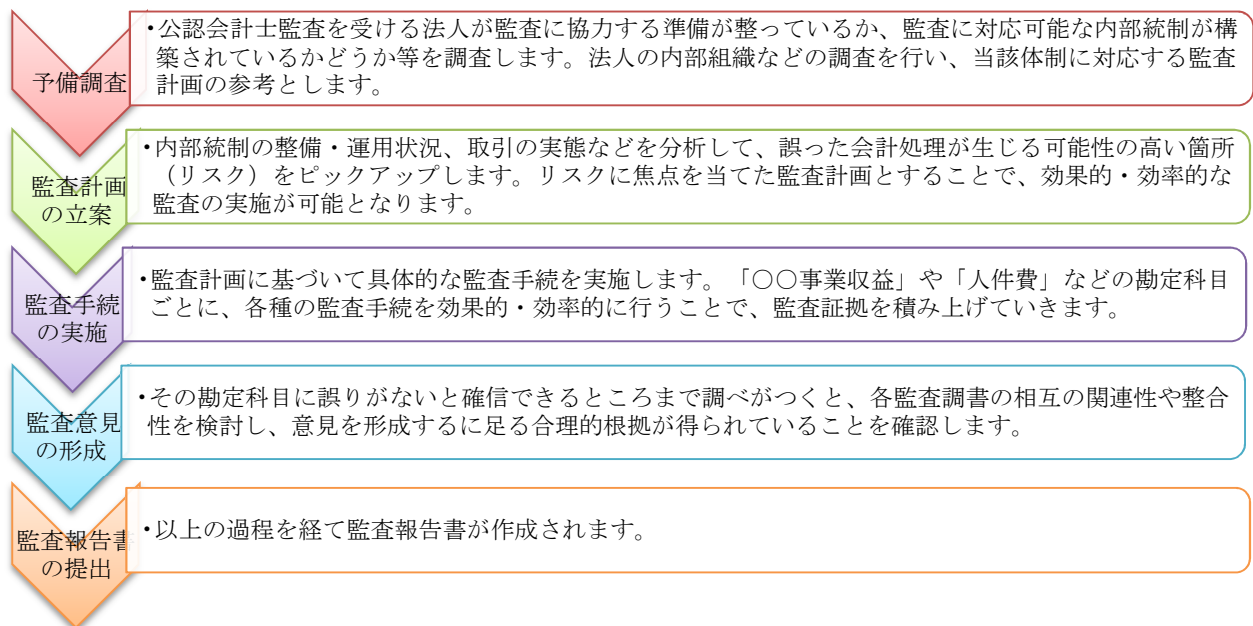 予備調査
・公認会計士監査を受ける法人が監査に協力する準備が整っているか、監査に対応可能な内部統制が構
築されているかどうか等を調査します。法人の内部組織などの調査を行い、当該体制に対応する監査
計画の参考とします。
監査計画
の立案
・内部統制の整備・運用状況、取引の実態などを分析して、誤った会計処理が生じる可能性の高い箇所
（リスク）をピックアップします。リスクに焦点を当てた監査計画とすることで、効果的・効率的な
監査の実施が可能となります。
監査手続
の実施
・監査計画に基づいて具体的な監査手続を実施します。「○○事業収益」や「人件費」などの勘定科目
ごとに、各種の監査手続を効果的・効率的に行うことで、監査証拠を積み上げていきます。
監査意見
の形成
・その勘定科目に誤りがないと確信できるところまで調べがつくと、各監査調書の相互の関連性や整合
性を検討し、意見を形成するに足る合理的根拠が得られていることを確認します。
監査報告書
の提出
・以上の過程を経て監査報告書が作成されます。